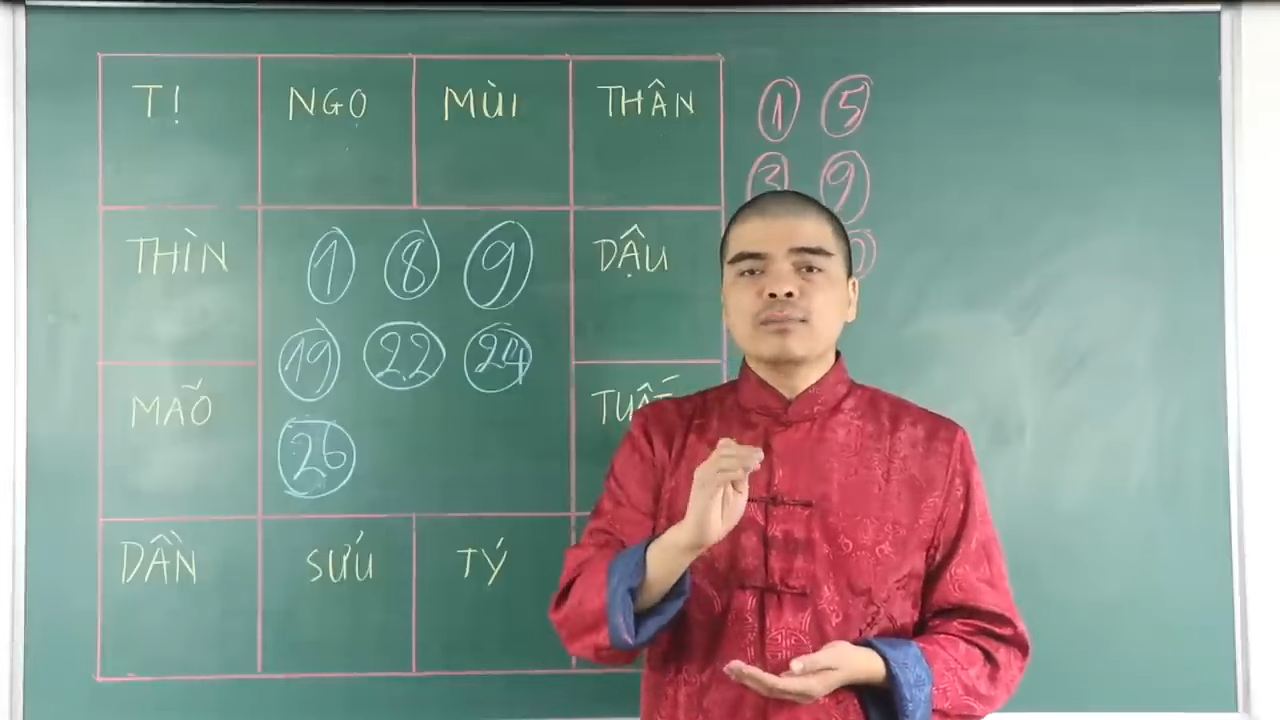 TỊ NGỌ MÙI THÂN 1 5
3 9
THÌN 1 8 9 DẬU
19 22 24
MÃO TUẤT
26
DẦN SỬU TÝ